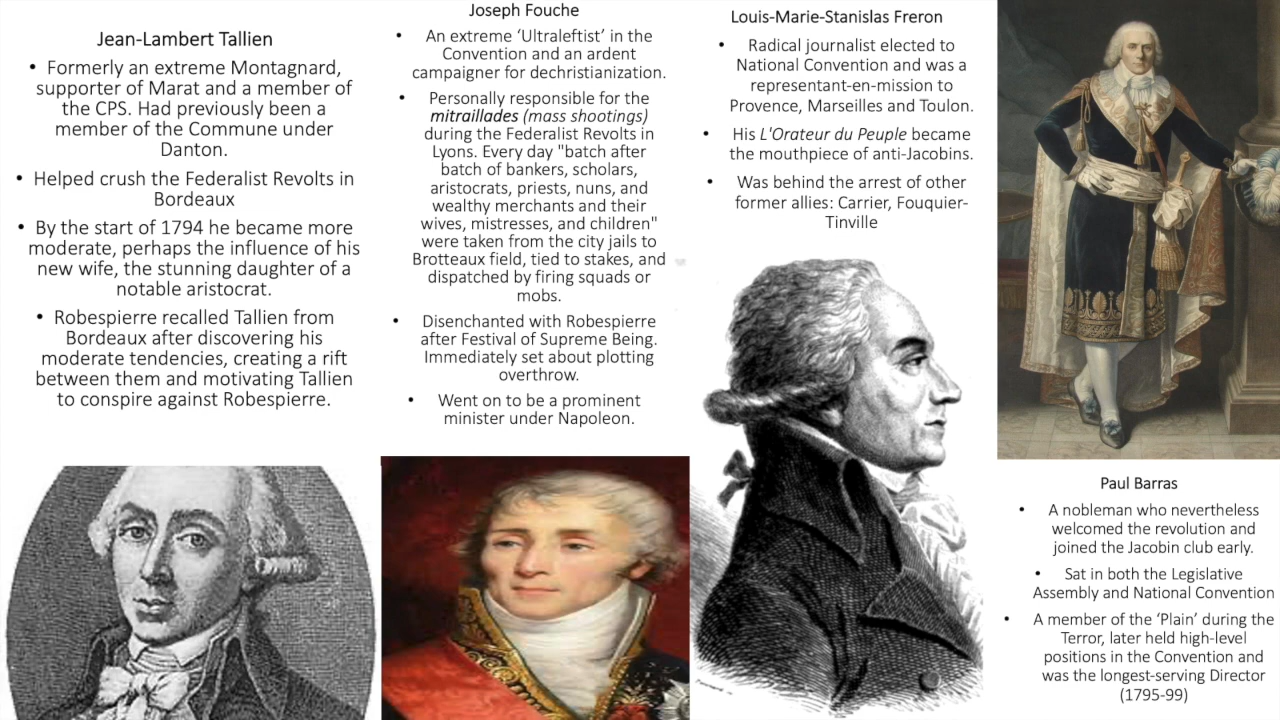 Jean-Lambert Tallien
• Formerly an extreme Montagnard,
supporter of Marat and a member of
the CPS. Had previously been a
member of the Commune under
Danton.
• Helped crush the Federalist Revolts in
Bordeaux
• By the start of 1794 he became more
moderate, perhaps the influence of his
new wife, the stunning daughter of a
notable aristocrat.
• Robespierre recalled Tallien from
Bordeaux after discovering his
moderate tendencies, creating a rift
between them and motivating Tallien
to conspire against Robespierre.
Joseph Fouche
• An extreme ‘Ultraleftist’ in the
Convention and an ardent
campaigner for dechristianization.
• Personally responsible for the
mitraillades (mass shootings)
during the Federalist Revolts in
Lyons. Every day "batch after
batch of bankers, scholars,
aristocrats, priests, nuns, and
wealthy merchants and their
wives, mistresses, and children"
were taken from the city jails to
Brotteaux field, tied to stakes, and
dispatched by firing squads or
mobs.
• Disenchanted with Robespierre
after Festival of Supreme Being.
Immediately set about plotting
overthrow.
• Went on to be a prominent
minister under Napoleon.
Louis-Marie-Stanislas Freron
• Radical journalist elected to
National Convention and was a
representant-en-mission to
Provence, Marseilles and Toulon.
• His L'Orateur du Peuple became
the mouthpiece of anti-Jacobins.
• Was behind the arrest of other
former allies: Carrier, Fouquier-
Tinville
Paul Barras
• A nobleman who nevertheless
welcomed the revolution and
joined the Jacobin club early.
• Sat in both the Legislative
Assembly and National Convention
• A member of the ‘Plain’ during the
Terror, later held high-level
positions in the Convention and
was the longest-serving Director
(1795-99)